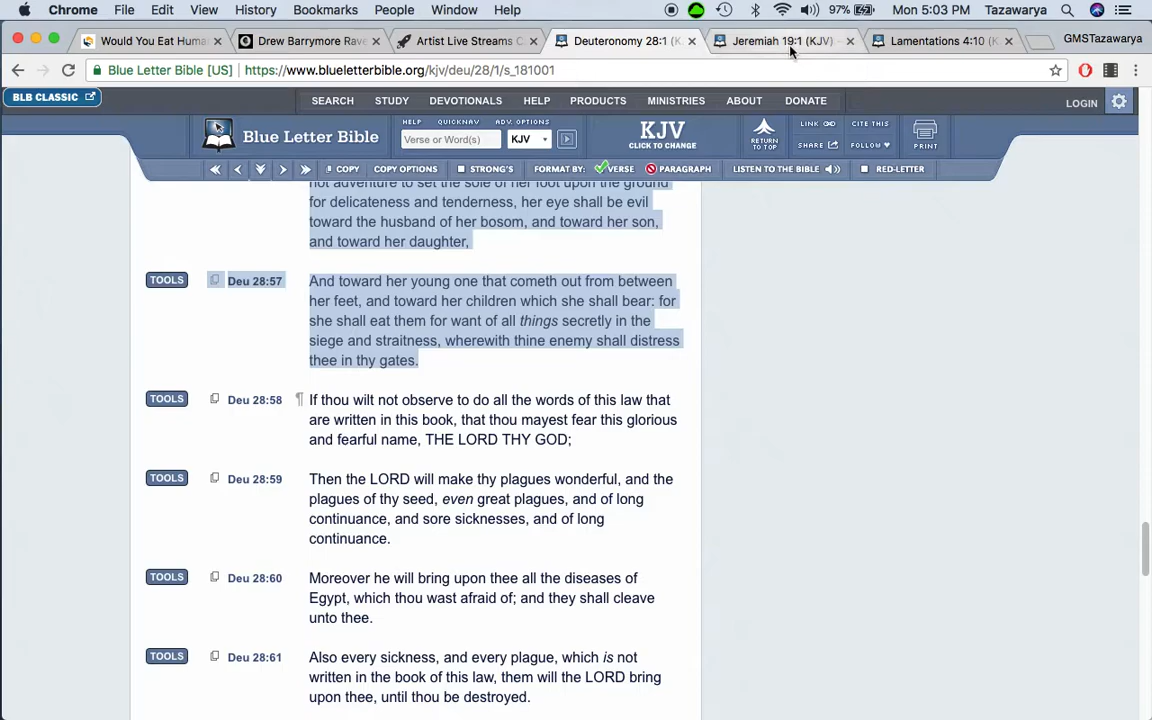 Chrome File Edit View History Bookmarks People Window Help 97% Mon 5:03 PM Tazawarya
Would You Eat Huma Drew Barrymore Rave Artist Live Streams C Deuteronomy 28:1 (K Jeremiah 19:1 (KJV) Lamentations 4:10 (K GMSTazawarya
Blue Letter Bible [US] https://www.blueletterbible.org/kjv/deu/28/1/s_181001
BLB CLASSIC SEARCH STUDY DEVOTIONALS HELP PRODUCTS MINISTRIES ABOUT DONATE LOGIN
HELP QUICKNAV ADV. OPTIONS
Blue Letter Bible Verse or Word(s) KJV KJV CLICK TO CHANGE RETURN TO TOP LINK CITE THIS SHARE FOLLOW PRINT
COPY COPY OPTIONS STRONG'S FORMAT BY: VERSE PARAGRAPH LISTEN TO THE BIBLE RED-LETTER
not adventure to set the sole of her foot upon the ground
for delicateness and tenderness, her eye shall be evil
toward the husband of her bosom, and toward her son,
and toward her daughter,
TOOLS Deu 28:57 And toward her young one that cometh out from between
her feet, and toward her children which she shall bear: for
she shall eat them for want of all things secretly in the
siege and straitness, wherewith thine enemy shall distress
thee in thy gates.
TOOLS Deu 28:58 ¶ If thou wilt not observe to do all the words of this law that
are written in this book, that thou mayest fear this glorious
and fearful name, THE LORD THY GOD;
TOOLS Deu 28:59 Then the LORD will make thy plagues wonderful, and the
plagues of thy seed, even great plagues, and of long
continuance, and sore sicknesses, and of long
continuance.
TOOLS Deu 28:60 Moreover he will bring upon thee all the diseases of
Egypt, which thou wast afraid of; and they shall cleave
unto thee.
TOOLS Deu 28:61 Also every sickness, and every plague, which is not
written in the book of this law, them will the LORD bring
upon thee, until thou be destroyed.